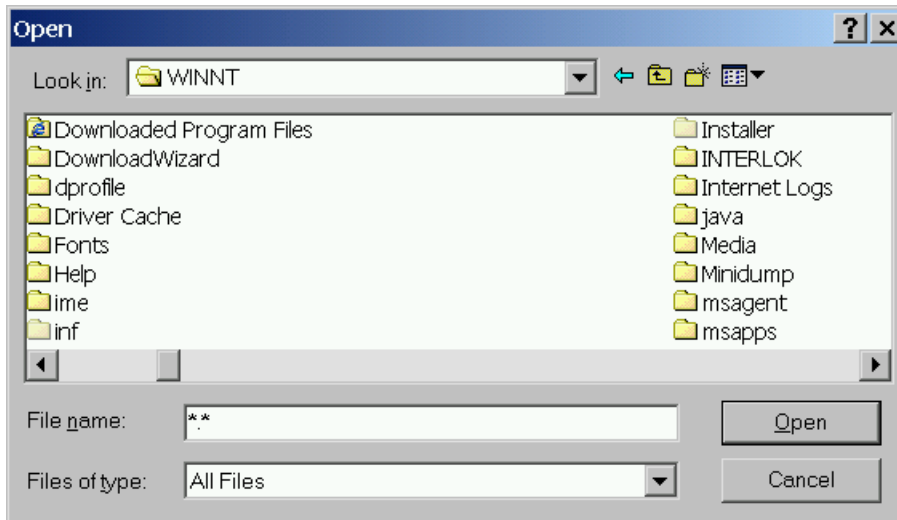 Open
Look in: WINNT
Downloaded Program Files
DownloadWizard
dprofile
Driver Cache
Fonts
Help
ime
inf
Installer
INTERLOK
Internet Logs
java
Media
Minidump
msagent
msapps
File name: *.*
Open
Files of type: All Files
Cancel